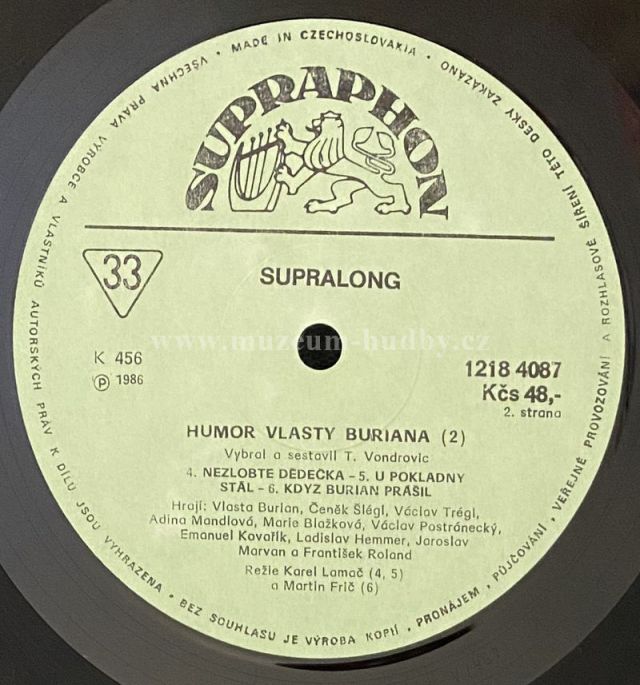 VŠECHNA PRÁVA VÝROBCE A VLASTNÍKŮ AUTORSKÝCH PRÁV K DÍLU JSOU VYHRAZENA • BEZ SOUHLASU JE VÝROBA KOPIÍ, PRONÁJEM, PŮJČOVÁNÍ, VEŘEJNÉ PROVOZOVÁNÍ A ROZHLASOVÉ ŠÍŘENÍ TÉTO DESKY ZAKÁZÁNO • MADE IN CZECHOSLOVAKIA •
SUPRAPHON
33
SUPRALONG
www.muzeum-hudby.cz
K 456
1218 4087
Ⓟ 1986
Kčs 48,-
2. strana
HUMOR VLASTY BURIANA (2)
Vybral a sestavil T. Vondrovic
4. NEZLOBTE DĚDEČKA – 5. U POKLADNY
STÁL – 6. KDYŽ BURIAN PRÁŠIL
Hrají: Vlasta Burian, Čeněk Šlégl, Václav Trégl,
Adina Mandlová, Marie Blažková, Václav Postránecký,
Emanuel Kovařík, Ladislav Hemmer, Jaroslav
Marvan a František Roland
Režie Karel Lamač (4, 5)
a Martin Frič (6)